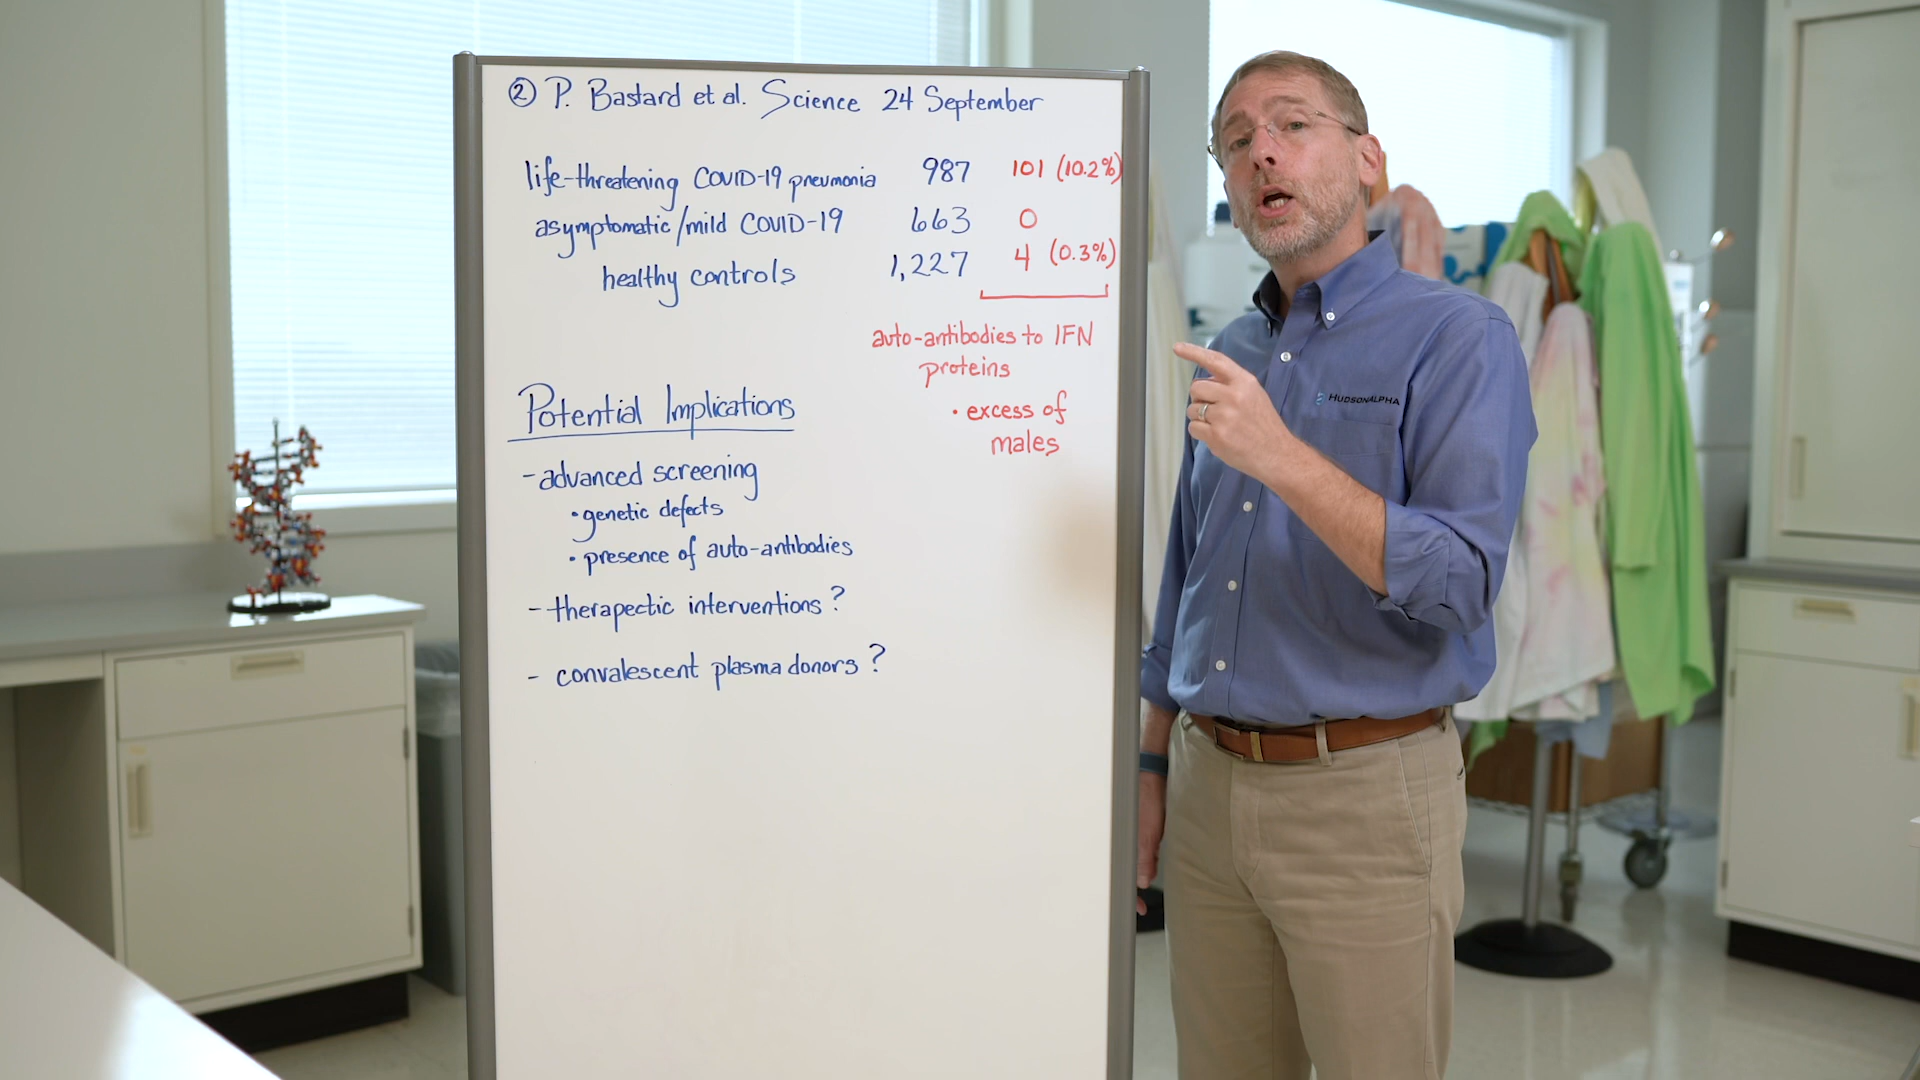 ② P. Bastard et al. Science 24 September
life-threatening COVID-19 pneumonia 987 101 (10.2%)
asymptomatic/mild COVID-19 663 0
healthy controls 1,227 4 (0.3%)
auto-antibodies to IFN
proteins
• excess of
males
Potential Implications
- advanced screening
• genetic defects
• presence of auto-antibodies
- therapectic interventions?
- convalescent plasma donors?
HUDSONALPHA